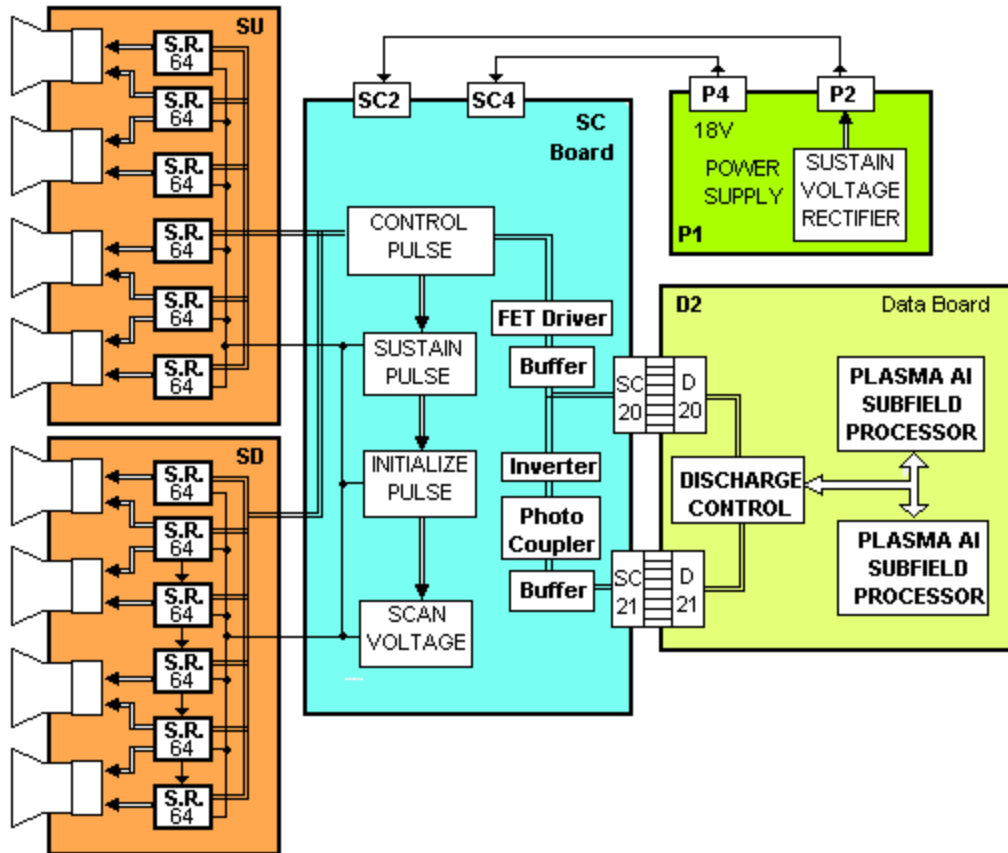 SU
S.R.
64
S.R.
64
S.R.
64
S.R.
64
S.R.
64
S.R.
64
SD
S.R.
64
S.R.
64
S.R.
64
S.R.
64
S.R.
64
S.R.
64
SC2
SC4
SC
Board
CONTROL
PULSE
SUSTAIN
PULSE
INITIALIZE
PULSE
SCAN
VOLTAGE
FET Driver
Buffer
Inverter
Photo
Coupler
Buffer
SC
20
D
20
SC
21
D
21
P4
P2
18V
POWER
SUPPLY
SUSTAIN
VOLTAGE
RECTIFIER
P1
D2
Data Board
PLASMA AI
SUBFIELD
PROCESSOR
DISCHARGE
CONTROL
PLASMA AI
SUBFIELD
PROCESSOR